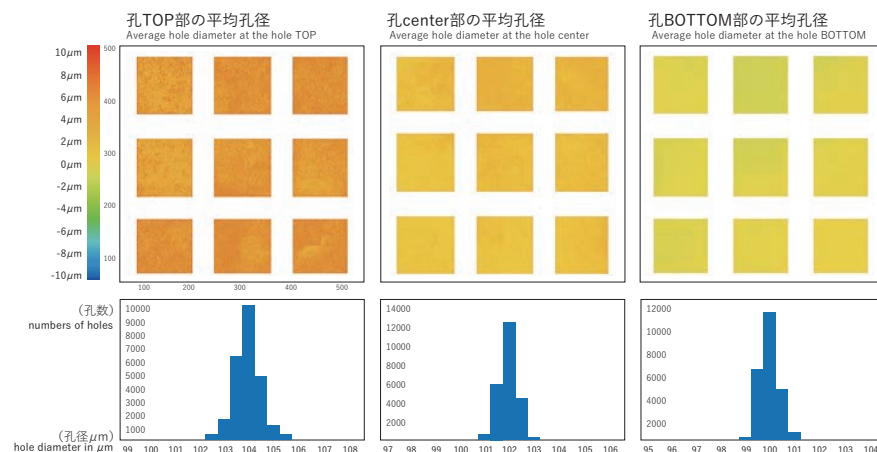 孔TOP部の平均孔径
Average hole diameter at the hole TOP
孔center部の平均孔径
Average hole diameter at the hole center
孔BOTTOM部の平均孔径
Average hole diameter at the hole BOTTOM
10μm
8μm
6μm
4μm
2μm
0μm
-2μm
-4μm
-6μm
-8μm
-10μm
500
400
300
200
100
100 200 300 400 500
（孔数）
numbers of holes
10000
9000
8000
7000
6000
5000
4000
3000
2000
1000
14000
12000
10000
8000
6000
4000
2000
12000
10000
8000
6000
4000
2000
（孔径μm）
hole diameter in μm
99 100 101 102 103 104 105 106 107 108
97 98 99 100 101 102 103 104 105 106
95 96 97 98 99 100 101 102 103 104